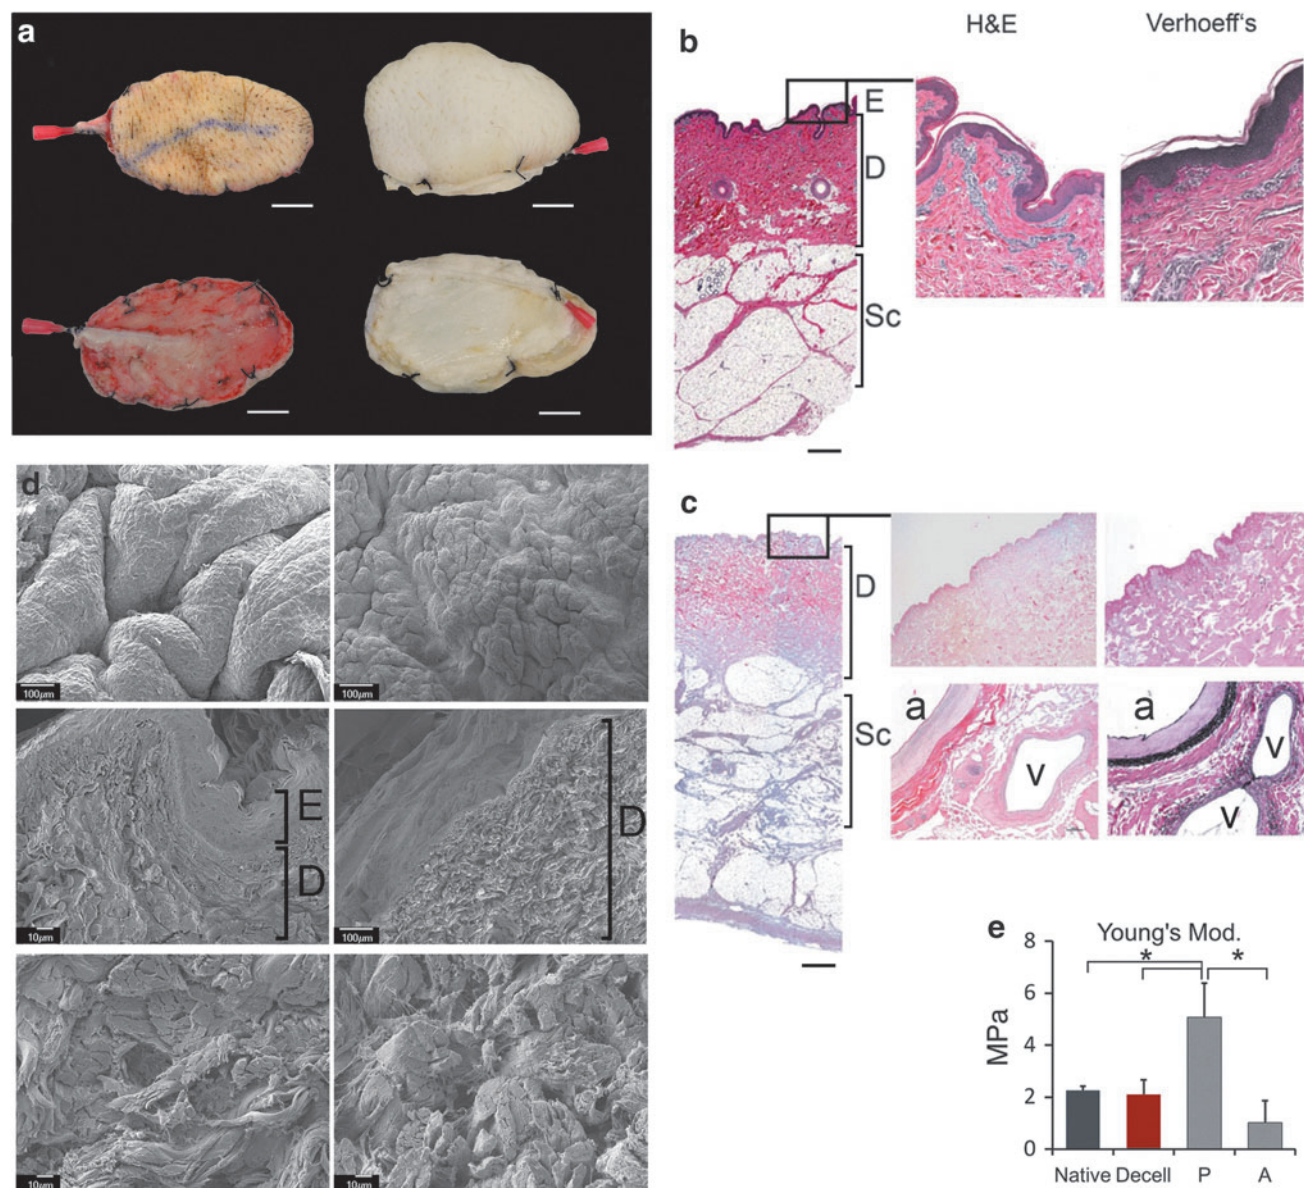 a
b
H&E
Verhoeff's
E
D
Sc
c
D
Sc
a
v
a
v
v
d
100μm
100μm
E
D
D
10μm
100μm
10μm
10μm
e
Young's Mod.
*
*
8
6
4
2
0
MPa
Native
Decell
P
A